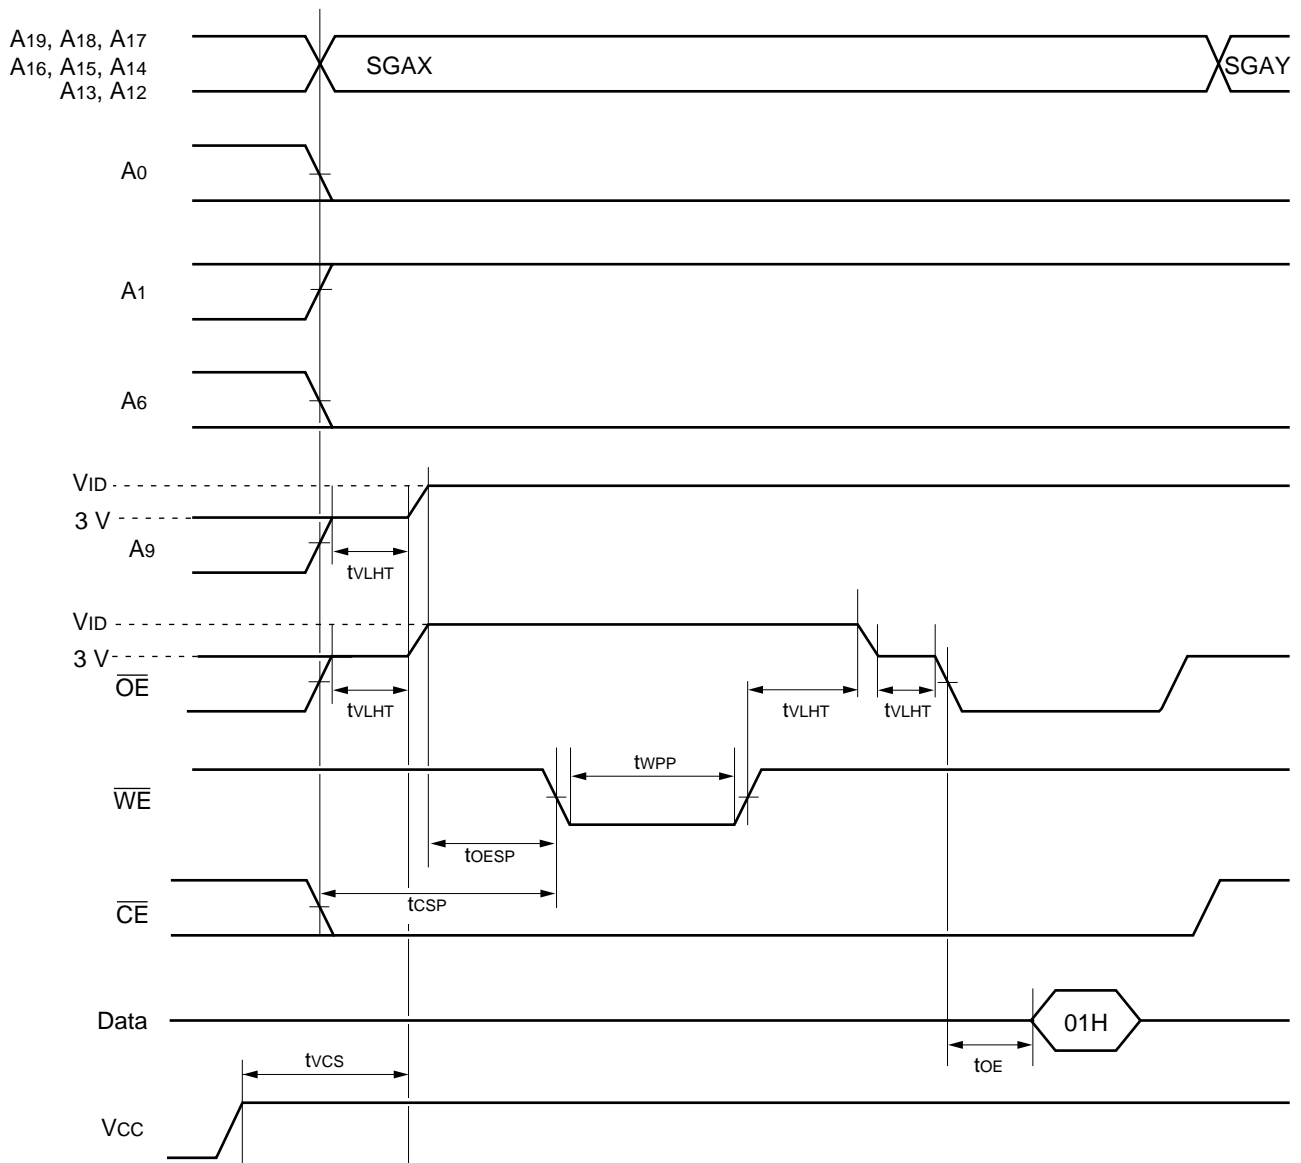 A19, A18, A17
A16, A15, A14
A13, A12
SGAX
SGAY
A0
A1
A6
VID
3 V
A9
tVLHT
VID
3 V
OE
tVLHT
tVLHT
tVLHT
WE
tWPP
tOESP
CE
tCSP
Data
01H
tOE
tVCS
VCC